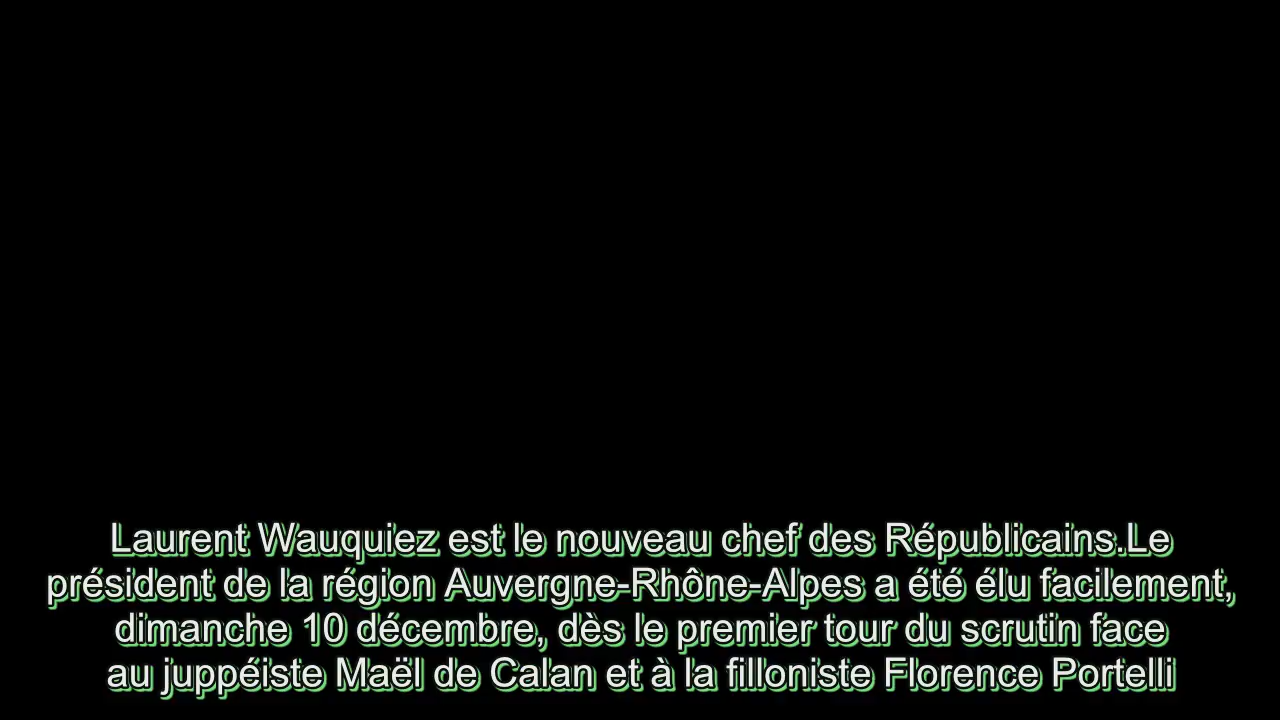 Laurent Wauquiez est le nouveau chef des Républicains.Le
président de la région Auvergne-Rhône-Alpes a été élu facilement,
dimanche 10 décembre, dès le premier tour du scrutin face
au juppéiste Maël de Calan et à la filloniste Florence Portelli